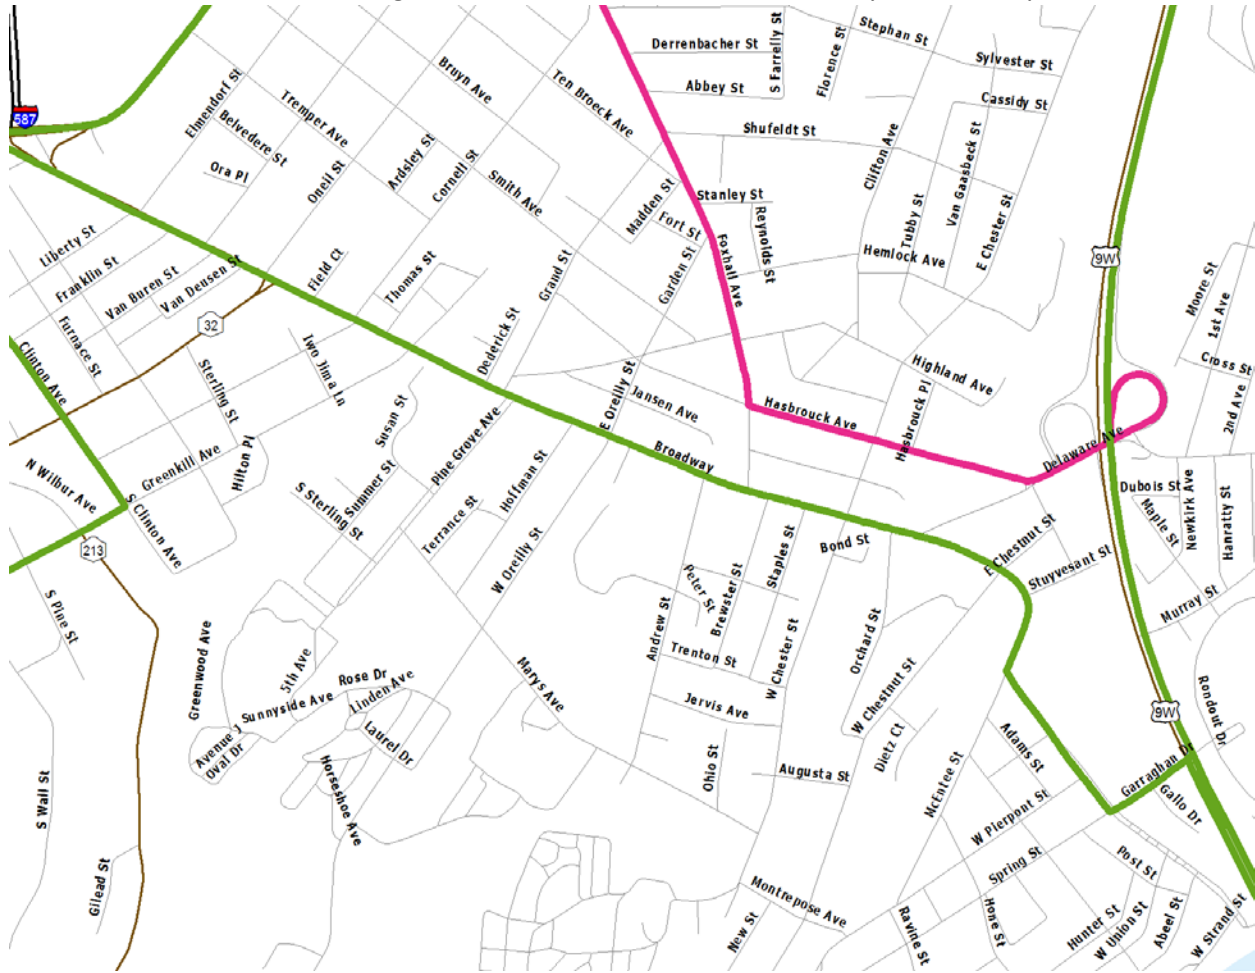 Stephan St
Derrenbacher St
S Farrelly St
Florence St
Sylvester St
Abbey St
Cassidy St
Bruyn Ave
Ten Broeck Ave
587
Elmendorf St
Tremper Ave
Belvedere St
Shufeldt St
Clifton Ave
Van Gaasbeck St
Ora Pl
Oneil St
Ardsley St
Cornell St
Smith Ave
Madden St
Stanley St
Fort St
Reynolds St
Tubby St
E Chester St
Liberty St
Franklin St
Van Buren St
Van Deusen St
Field Ct
Thomas St
Grand St
Garden St
Foxhall Ave
Hemlock Ave
9W
Moore St
1st Ave
Furnace St
32
Clinton Ave
Sterling St
Iwo Jima Ln
Dederick St
E Oreilly St
Jansen Ave
Highland Ave
Hasbrouck Ave
Hasbrouck Pl
Cross St
2nd Ave
Susan St
Pine Grove Ave
Broadway
Delaware Ave
N Wilbur Ave
Greenkill Ave
Hilton Pl
S Clinton Ave
S Sterling St
Summer St
Terrance St
Hoffman St
W Oreilly St
Dubois St
Maple St
Newkirk Ave
Hanratty St
213
Bond St
Staples St
E Chestnut St
Stuyvesant St
Murray St
S Pine St
Peter St
Brewster St
Andrew St
Trenton St
W Chester St
Orchard St
W Chestnut St
Greenwood Ave
5th Ave
Rose Dr
Linden Ave
Sunnyside Ave
Avenue J
Oval Dr
Laurel Dr
Horseshoe Ave
Marys Ave
Jervis Ave
Ohio St
Augusta St
Dietz Ct
McEntee St
Adams St
9W
Rondout Dr
Garraghan Dr
Gallo Dr
S Wall St
Gilead St
W Pierpont St
Spring St
Post St
Montrepose Ave
New St
Ravine St
Hone St
Hunter St
W Union St
Abeel St
W Strand St